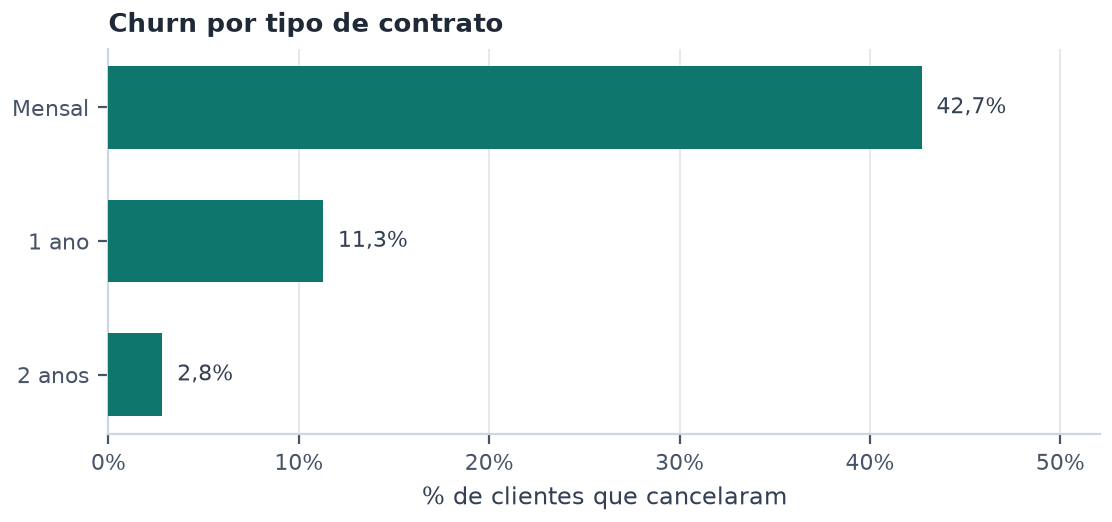 Churn por tipo de contrato
Mensal 42,7%
1 ano 11,3%
2 anos 2,8%
0% 10% 20% 30% 40% 50%
% de clientes que cancelaram